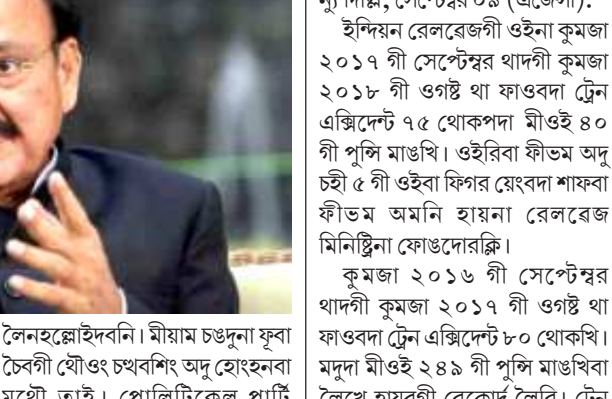 ইন্দিয়ন রেলৱেজগী ওইনা কুমজা
২০১৭ গী সেপ্টেম্বর থাদগী কুমজা
২০১৮ গী ওগষ্ট থা ফাওবদা ট্রেন
এক্সিদেন্ট ৭৫ থোকপদা মীওই ৪০
গী পুন্সি মাঙখি। ওইরিবা ফীভম অদু
চহী ৫ গী ওইবা ফিগর য়েংবদা শাফবা
ফীভম অমনি হায়না রেলৱেজ
মিনিষ্ট্রিনা ফোঙদোরক্লি।
কুমজা ২০১৬ গী সেপ্টেম্বর
থাদগী কুমজা ২০১৭ গী ওগষ্ট থা
ফাওবদা ট্রেন এক্সিদেন্ট ৮০ থোকখি।
মদুদা মীওই ২৪৯ গী পুন্সি মাঙখিবা
লৈনহল্লোইদবনি। মীয়াম চঙদুনা ফূবা
চৈবগী থৌওং চৎথবশিং অদু হোংহনবা